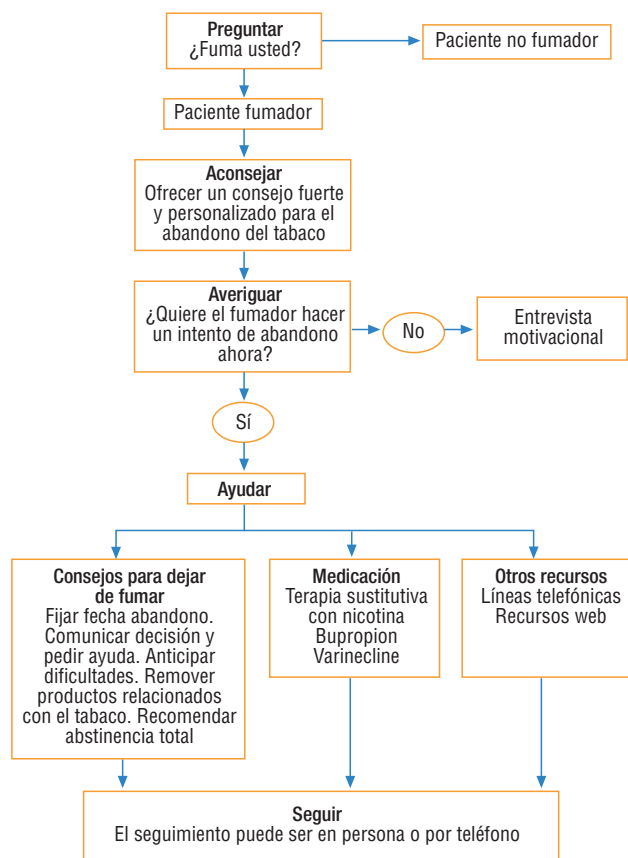 Preguntar
¿Fuma usted?
Paciente no fumador
Paciente fumador
Aconsejar
Ofrecer un consejo fuerte
y personalizado para el
abandono del tabaco
Averiguar
¿Quiere el fumador hacer
un intento de abandono
ahora?
No
Entrevista
motivacional
Sí
Ayudar
Consejos para dejar
de fumar
Fijar fecha abandono.
Comunicar decisión y
pedir ayuda. Anticipar
dificultades. Remover
productos relacionados
con el tabaco. Recomendar
abstinencia total
Medicación
Terapia sustitutiva
con nicotina
Bupropion
Varinecline
Otros recursos
Líneas telefónicas
Recursos web
Seguir
El seguimiento puede ser en persona o por teléfono